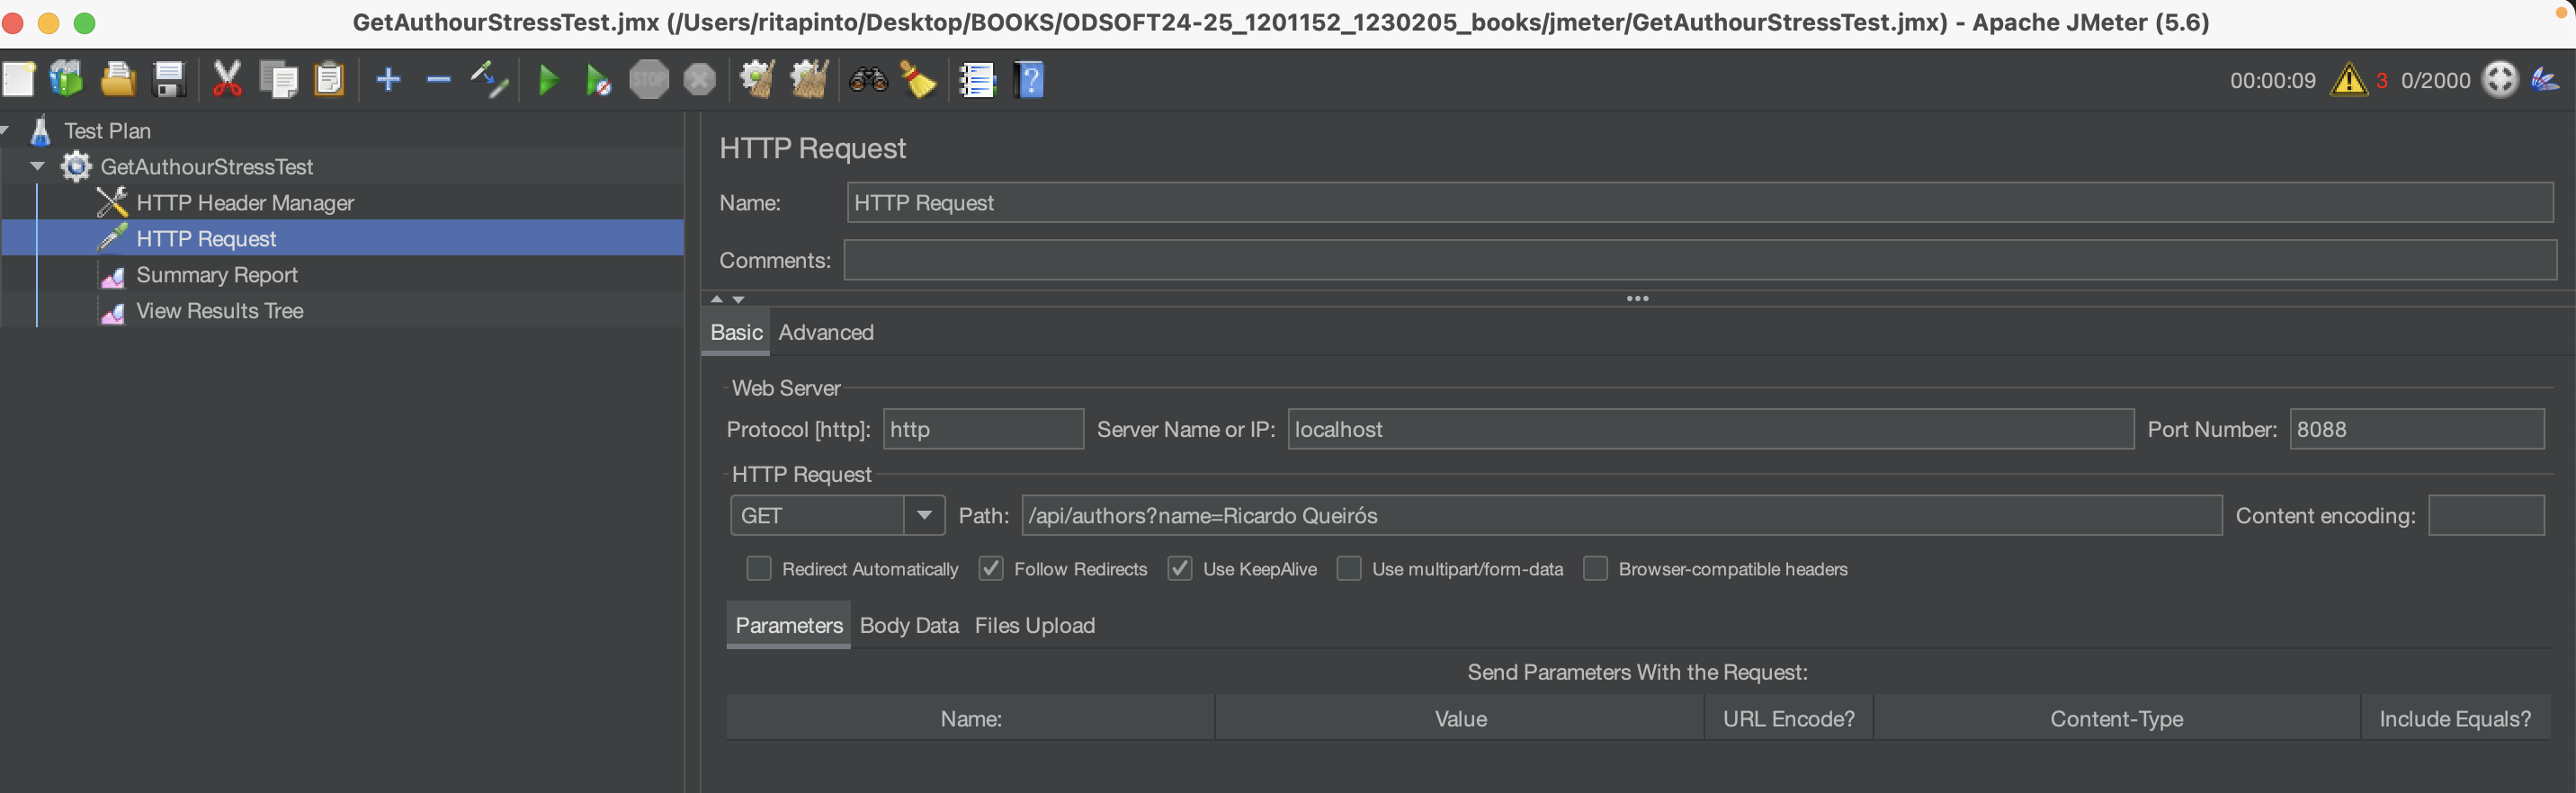 GetAuthourStressTest.jmx (/Users/ritapinto/Desktop/BOOKS/ODSOFT24-25_1201152_1230205_books/jmeter/GetAuthourStressTest.jmx) - Apache JMeter (5.6)
STOP
00:00:09 3 0/2000
Test Plan
GetAuthourStressTest
HTTP Header Manager
HTTP Request
Summary Report
View Results Tree
HTTP Request
Name: HTTP Request
Comments:
Basic Advanced
Web Server
Protocol [http]: http Server Name or IP: localhost Port Number: 8088
HTTP Request
GET Path: /api/authors?name=Ricardo Queirós Content encoding:
Redirect Automatically Follow Redirects Use KeepAlive Use multipart/form-data Browser-compatible headers
Parameters Body Data Files Upload
Send Parameters With the Request:
Name: Value URL Encode? Content-Type Include Equals?